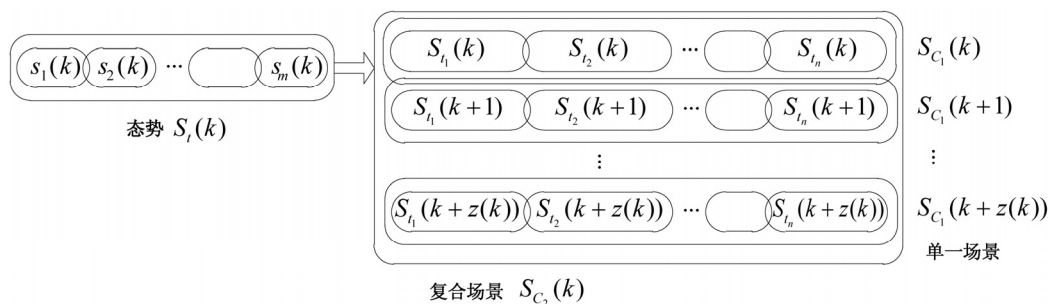 s₁(k) s₂(k) ··· sₘ(k)
态势 Sₜ(k)
S_{t₁}(k) S_{t₂}(k) ··· S_{tₙ}(k) S_{C₁}(k)
S_{t₁}(k+1) S_{t₂}(k+1) ··· S_{tₙ}(k+1) S_{C₁}(k+1)
⋮ ⋮
S_{t₁}(k+z(k)) S_{t₂}(k+z(k)) ··· S_{tₙ}(k+z(k)) S_{C₁}(k+z(k))
单一场景
复合场景 S_{C₂}(k)